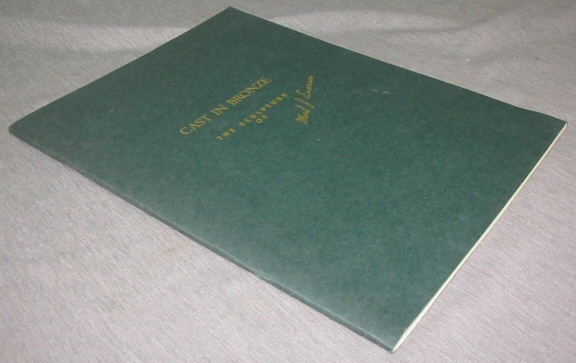 CAST IN BRONZE
THE SCULPTURE
OF